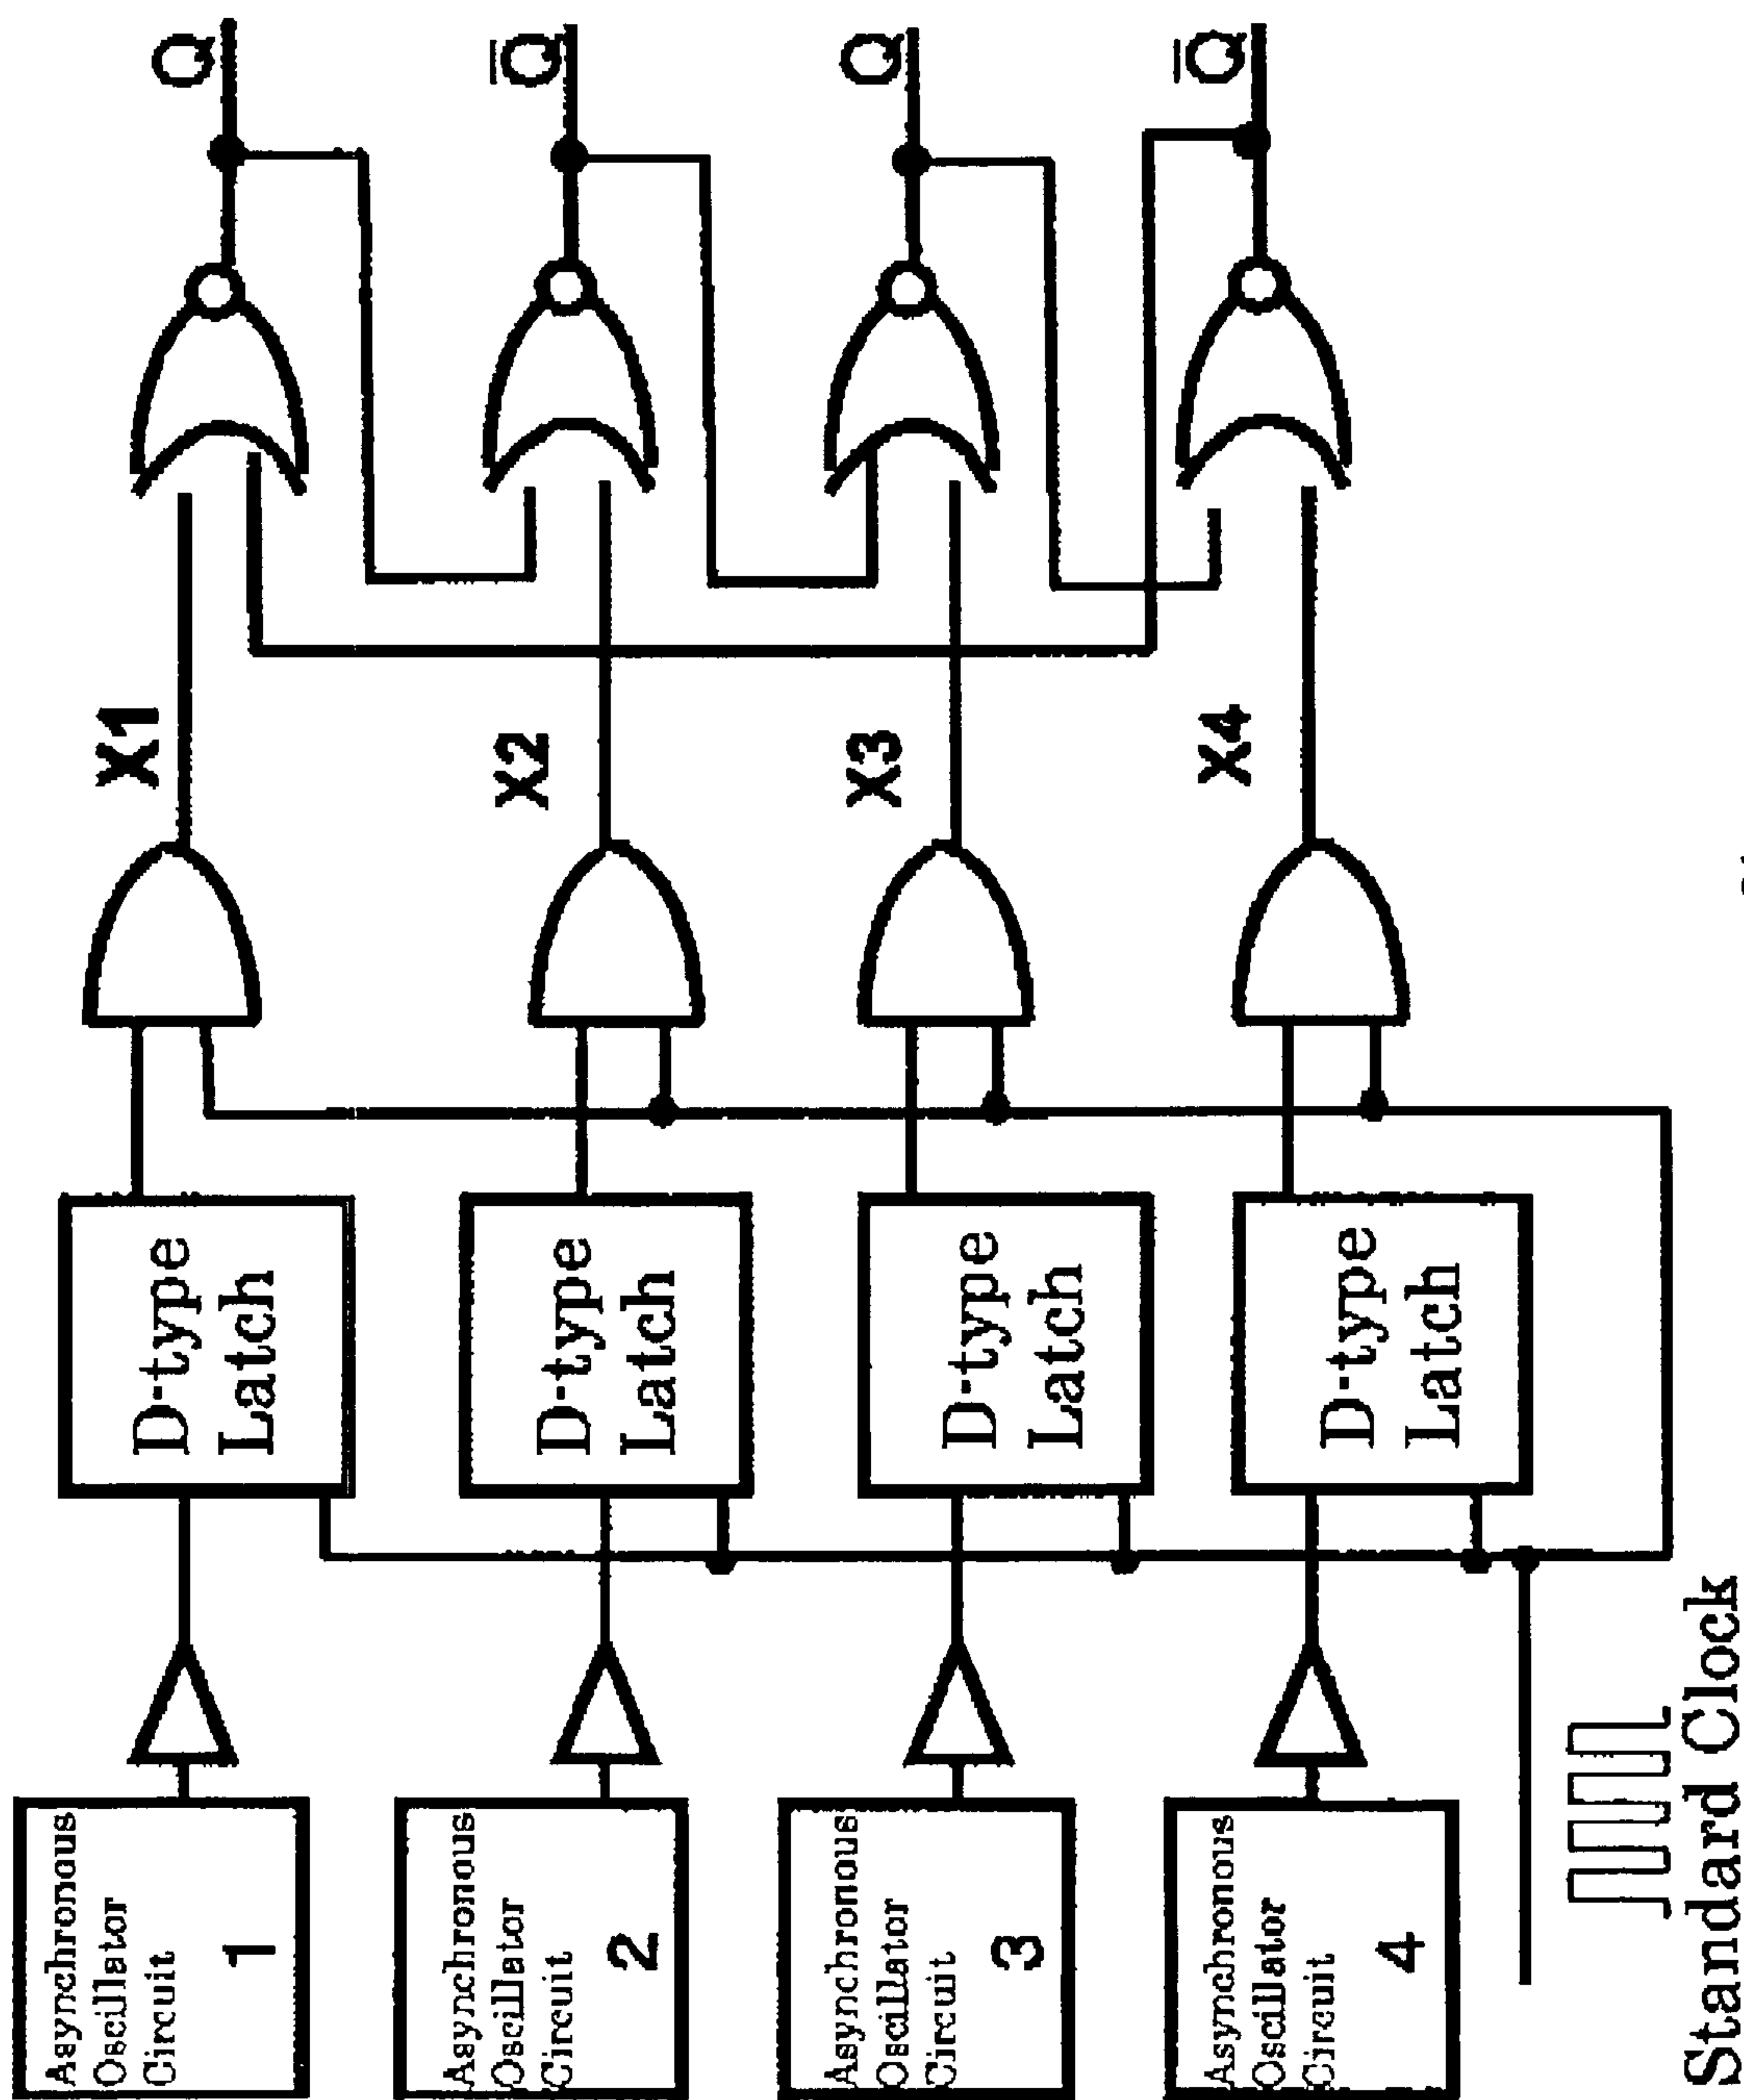 Asynchronous
Oscillator
Circuit
1
D-type
Latch
X1
Q
Asynchronous
Oscillator
Circuit
2
D-type
Latch
X2
Q̅
Asynchronous
Oscillator
Circuit
3
D-type
Latch
X3
Q
Asynchronous
Oscillator
Circuit
4
D-type
Latch
X4
Q̅
Standard Clock